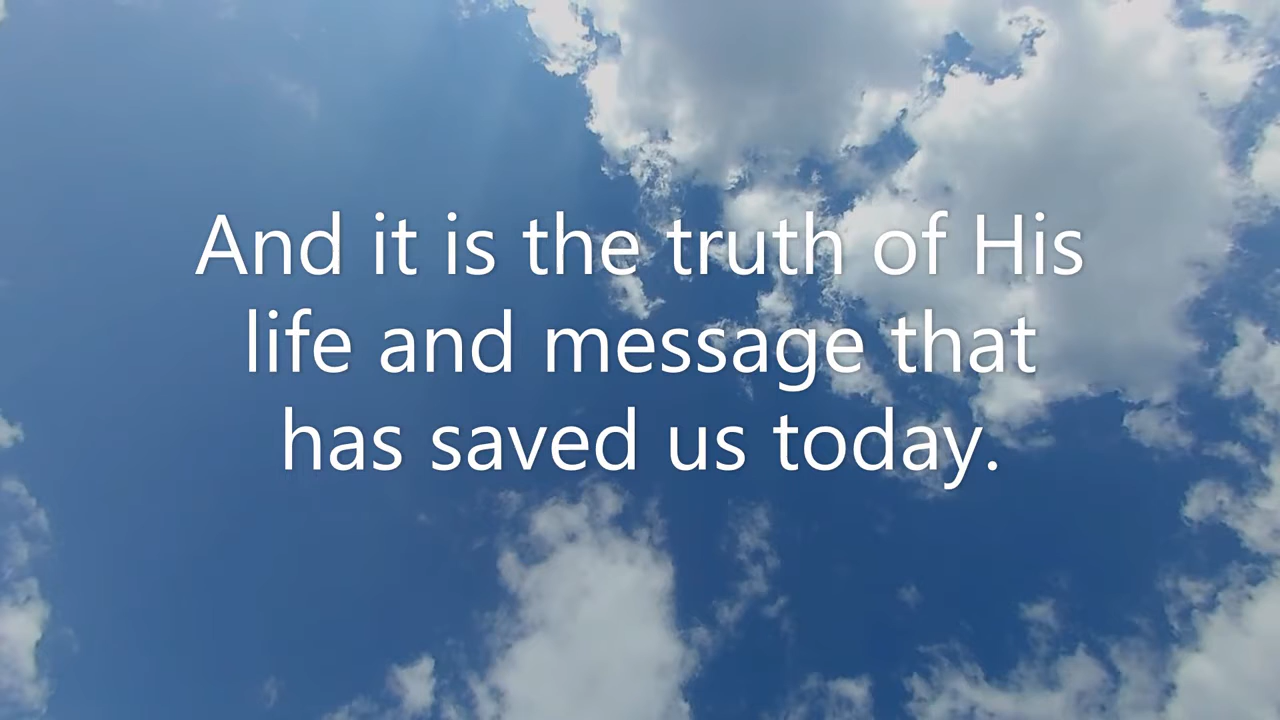 And it is the truth of His
life and message that
has saved us today.